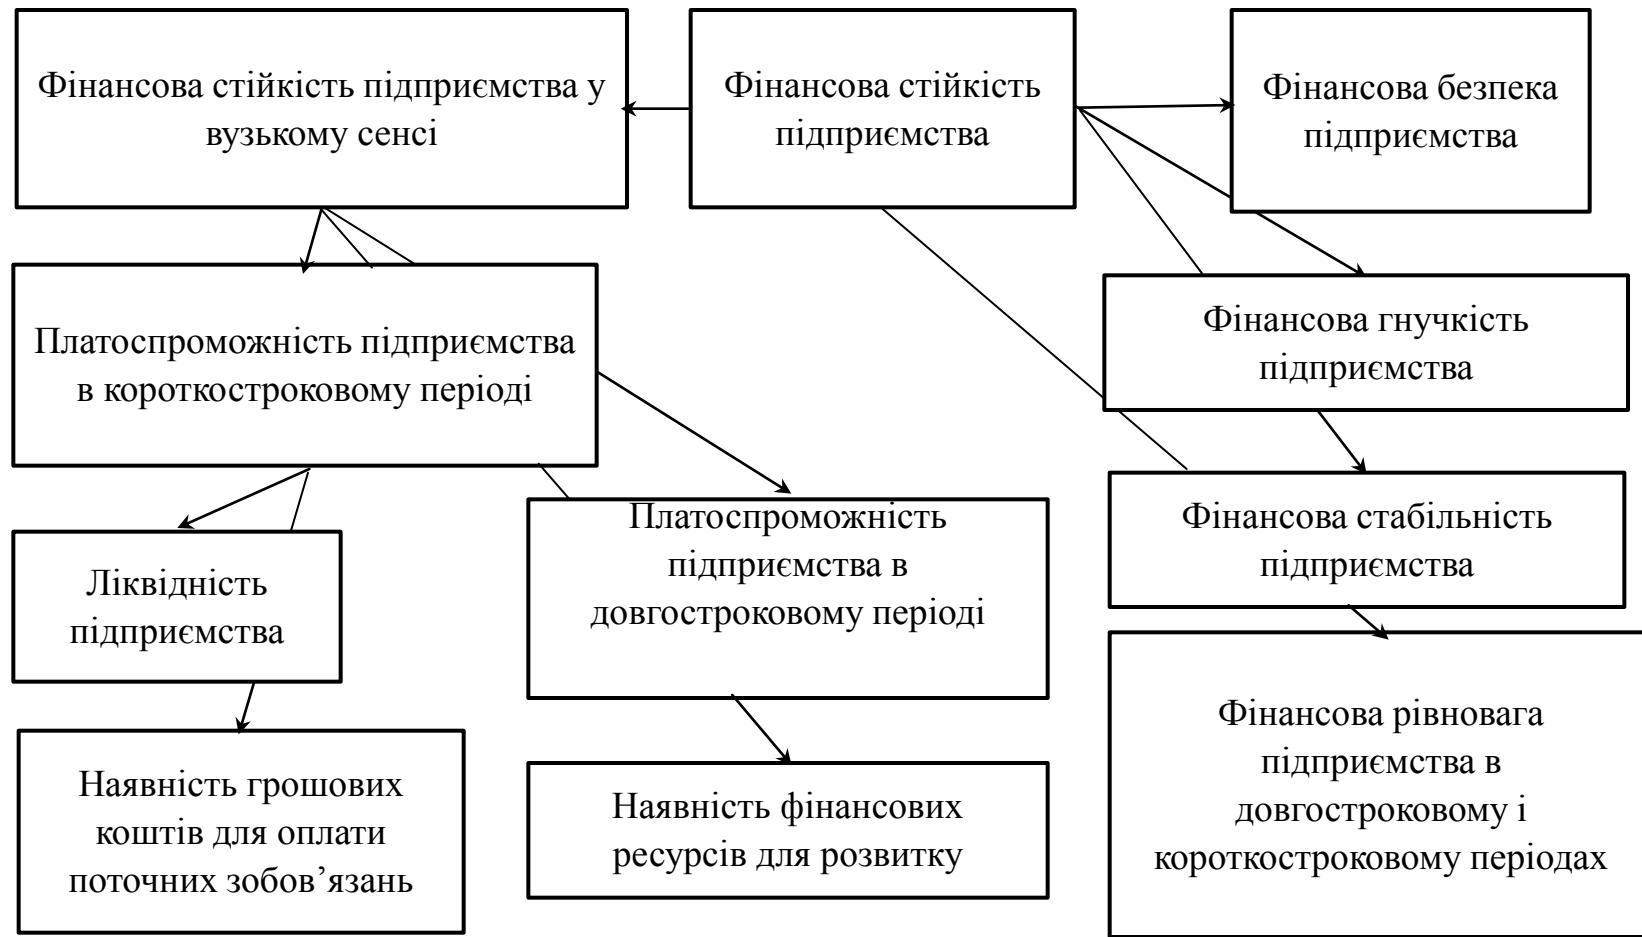 Фінансова стійкість підприємства у
вузькому сенсі
Фінансова стійкість
підприємства
Фінансова безпека
підприємства
Платоспроможність підприємства
в короткостроковому періоді
Фінансова гнучкість
підприємства
Ліквідність
підприємства
Платоспроможність
підприємства в
довгостроковому періоді
Фінансова стабільність
підприємства
Наявність грошових
коштів для оплати
поточних зобов’язань
Наявність фінансових
ресурсів для розвитку
Фінансова рівновага
підприємства в
довгостроковому і
короткостроковому періодах